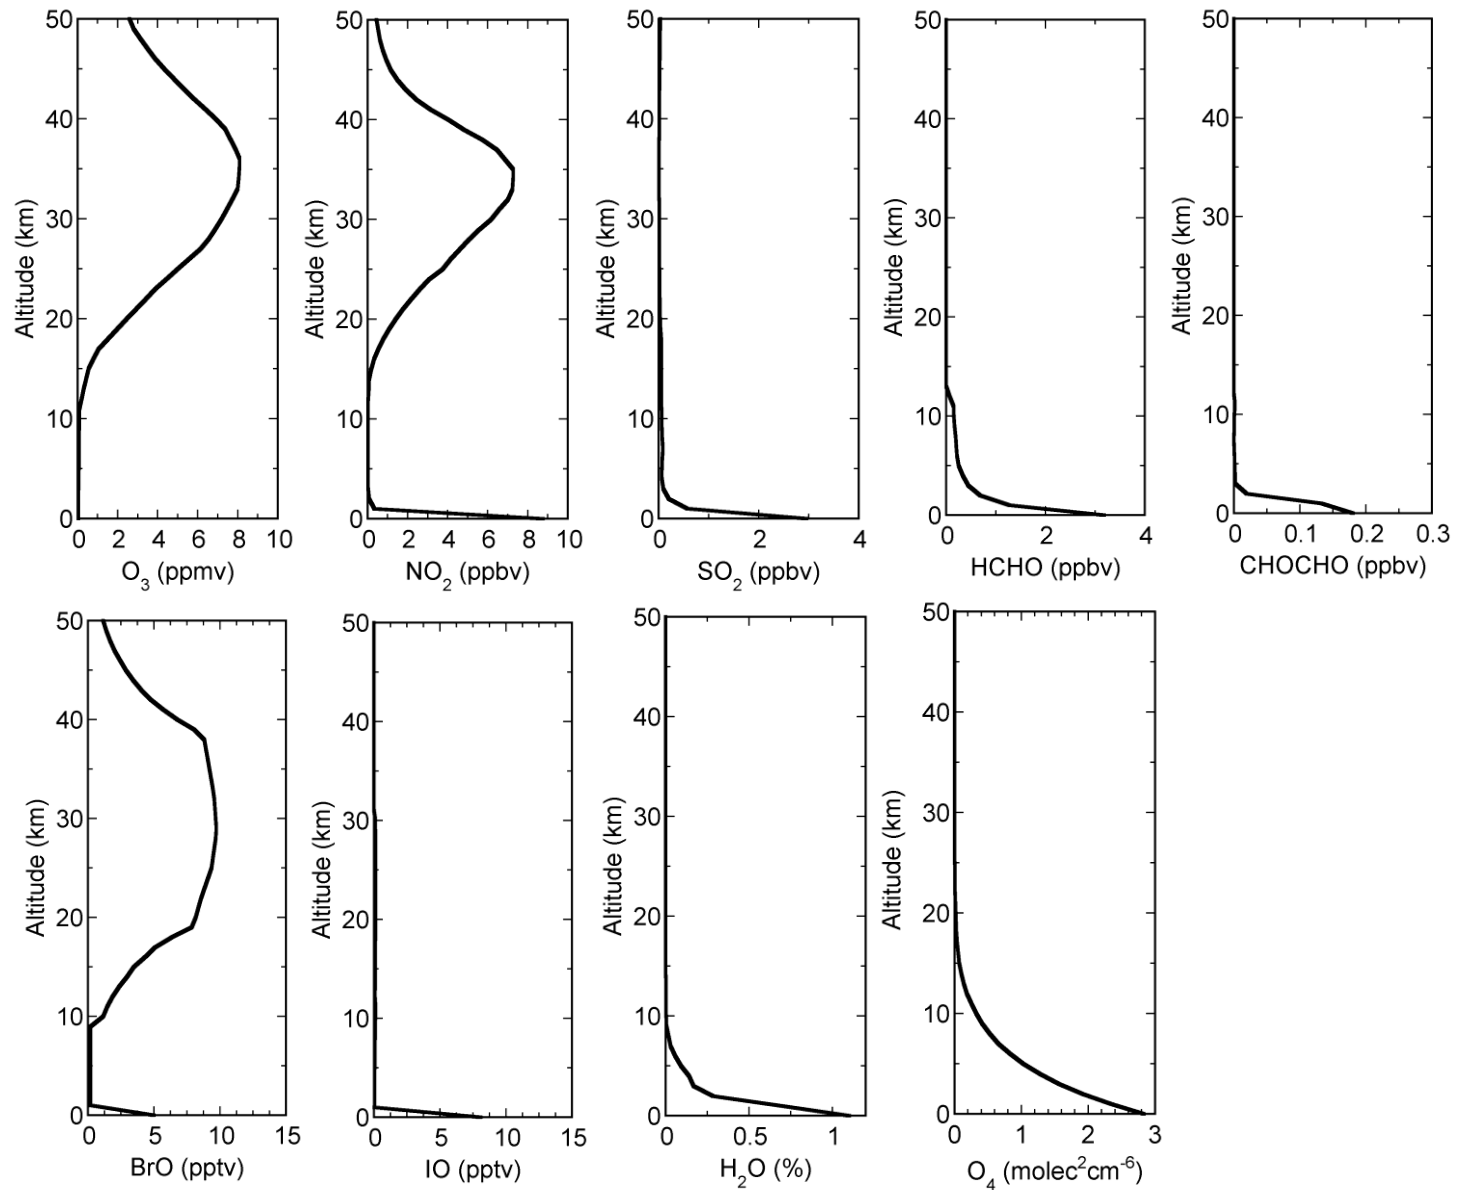 50
40
30
20
10
0
Altitude (km)
0 2 4 6 8 10
O3 (ppmv)
50
40
30
20
10
0
Altitude (km)
0 2 4 6 8 10
NO2 (ppbv)
50
40
30
20
10
0
Altitude (km)
0 2 4
SO2 (ppbv)
50
40
30
20
10
0
Altitude (km)
0 2 4
HCHO (ppbv)
50
40
30
20
10
0
Altitude (km)
0 0.1 0.2 0.3
CHOCHO (ppbv)
50
40
30
20
10
0
Altitude (km)
0 5 10 15
BrO (pptv)
50
40
30
20
10
0
Altitude (km)
0 5 10 15
IO (pptv)
50
40
30
20
10
0
Altitude (km)
0 0.5 1
H2O (%)
50
40
30
20
10
0
Altitude (km)
0 1 2 3
O4 (molec²cm⁻⁶)